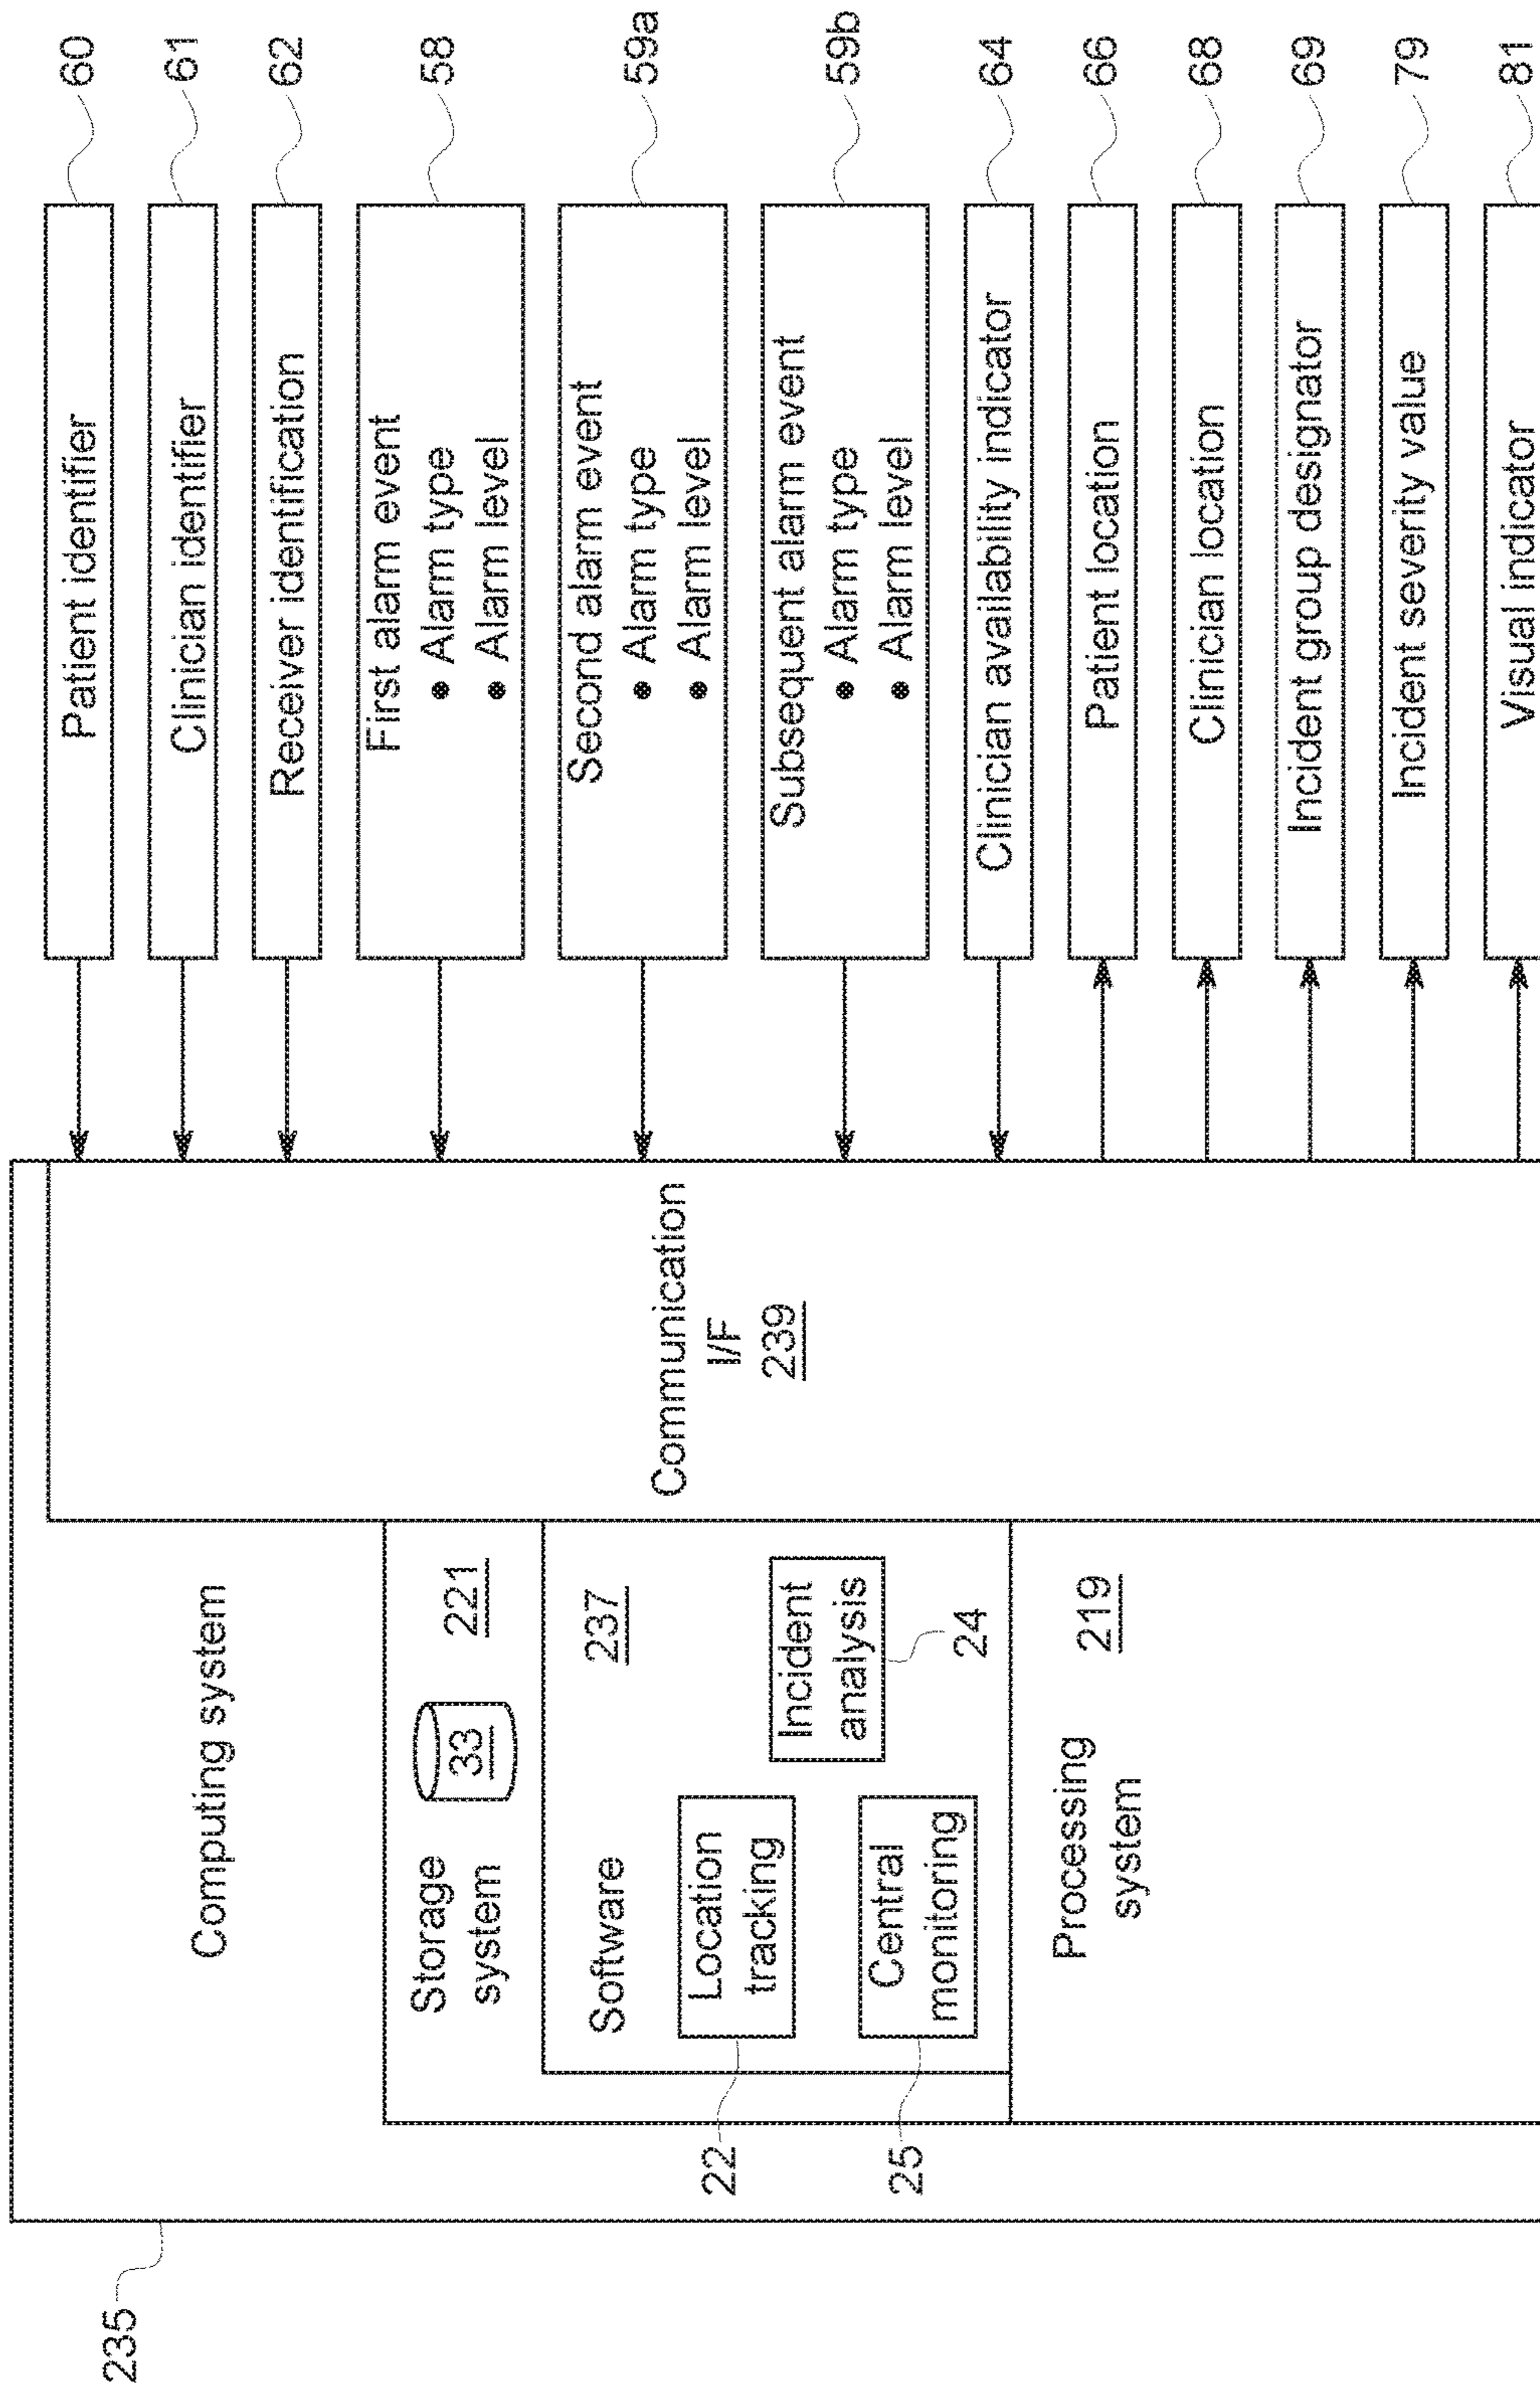 235
Computing system
Storage
system
221
33
Software
237
Location
tracking
22
Incident
analysis
24
Central
monitoring
25
Processing
system
219
Communication
I/F
239
Patient identifier
60
Clinician identifier
61
Receiver identification
62
First alarm event
• Alarm type
• Alarm level
58
Second alarm event
• Alarm type
• Alarm level
59a
Subsequent alarm event
• Alarm type
• Alarm level
59b
Clinician availability indicator
64
Patient location
66
Clinician location
68
Incident group designator
69
Incident severity value
79
Visual indicator
81